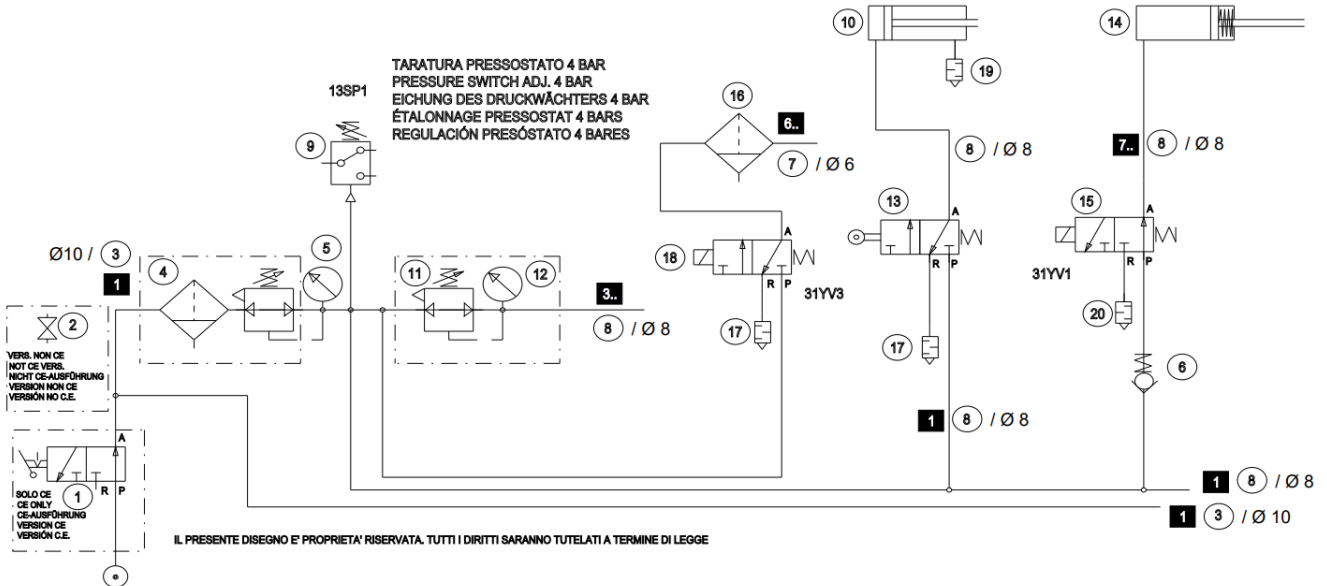 10
14
19
TARATURA PRESSOSTATO 4 BAR
PRESSURE SWITCH ADJ. 4 BAR
EICHUNG DES DRUCKWÄCHTERS 4 BAR
ÉTALONNAGE PRESSOSTAT 4 BARS
REGULACIÓN PRESÓSTATO 4 BARES
13SP1
9
16
6..
7 / Ø 6
8 / Ø 8
7.. 8 / Ø 8
13
A
R P
15
A
R P
31YV1
18
A
R P
31YV3
17
17
20
6
Ø10 / 3
1
4
5
11
12
3..
8 / Ø 8
2
VERS. NON CE
NOT CE VERS.
NICHT CE-AUSFÜHRUNG
VERSION NON CE
VERSIÓN NO C.E.
1 8 / Ø 8
A
1
R P
SOLO CE
CE ONLY
CE-AUSFÜHRUNG
VERSION CE
VERSIÓN C.E.
1 8 / Ø 8
1 3 / Ø 10
IL PRESENTE DISEGNO E' PROPRIETA' RISERVATA. TUTTI I DIRITTI SARANNO TUTELATI A TERMINE DI LEGGE